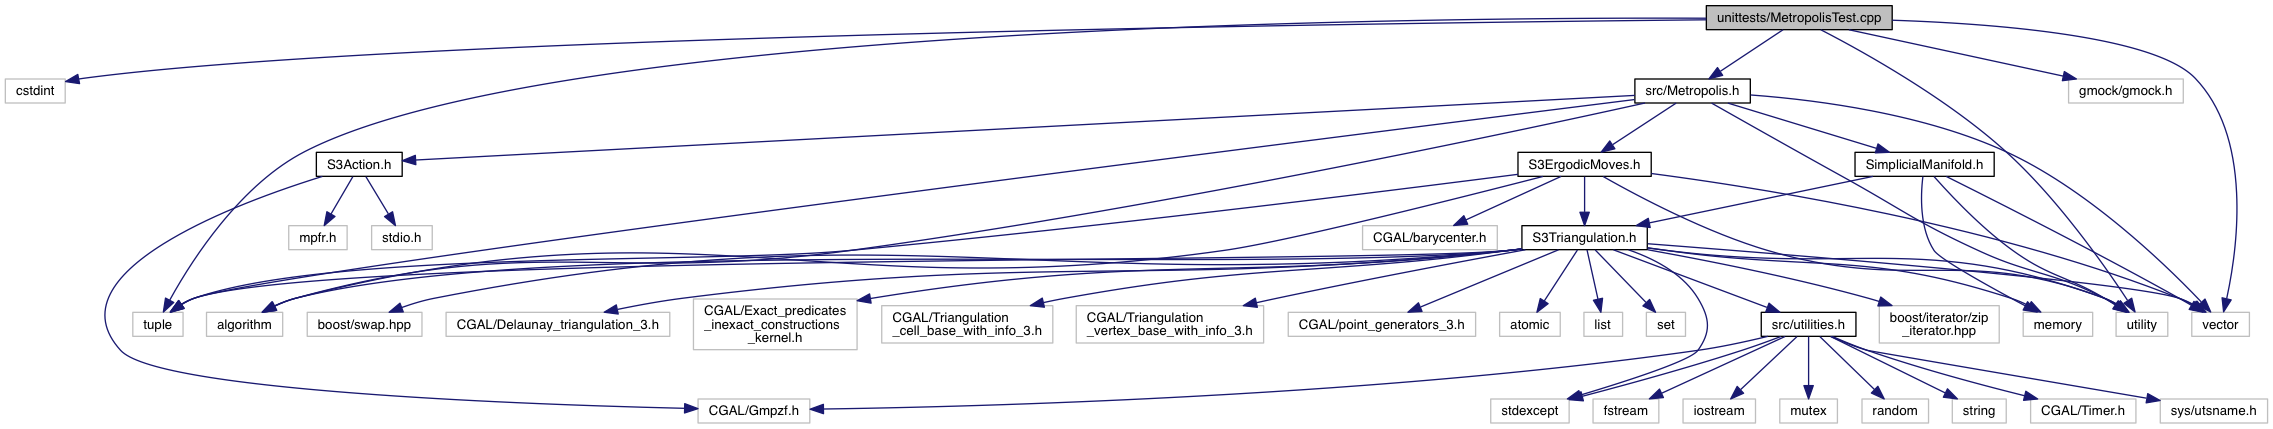 unittests/MetropolisTest.cpp
cstdint
src/Metropolis.h
gmock/gmock.h
S3Action.h
S3ErgodicMoves.h
SimplicialManifold.h
mpfr.h
stdio.h
CGAL/barycenter.h
S3Triangulation.h
tuple
algorithm
boost/swap.hpp
CGAL/Delaunay_triangulation_3.h
CGAL/Exact_predicates
_inexact_constructions
_kernel.h
CGAL/Triangulation
_cell_base_with_info_3.h
CGAL/Triangulation
_vertex_base_with_info_3.h
CGAL/point_generators_3.h
atomic
list
set
src/utilities.h
boost/iterator/zip
_iterator.hpp
memory
utility
vector
CGAL/Gmpzf.h
stdexcept
fstream
iostream
mutex
random
string
CGAL/Timer.h
sys/utsname.h